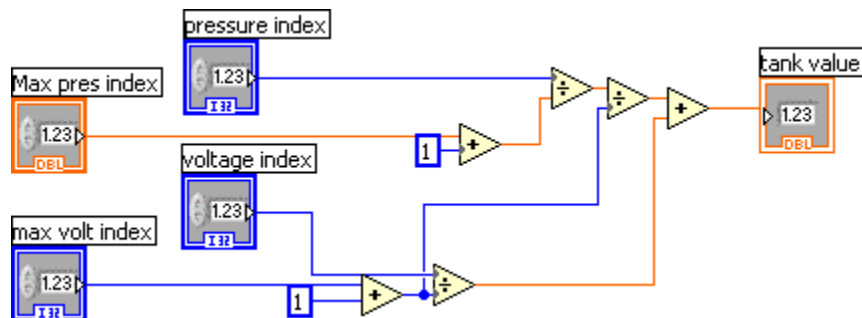 pressure index
1.23
I32
Max pres index
1.23
DBL
1
+
÷
÷
+
tank value
1.23
DBL
voltage index
1.23
I32
max volt index
1.23
I32
1
+
÷